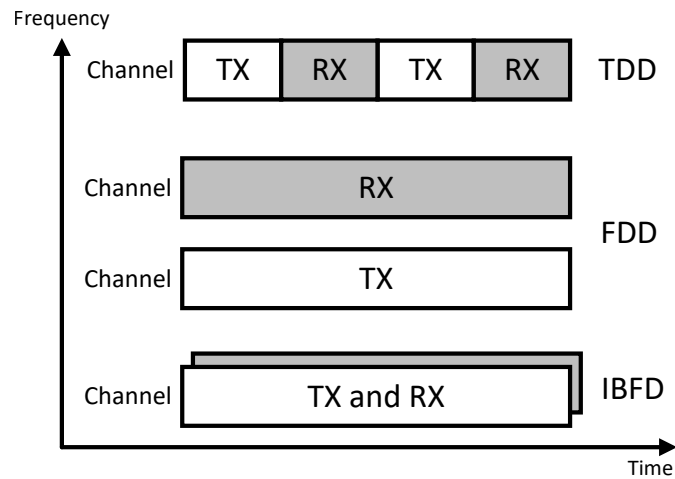 Frequency
Channel TX RX TX RX TDD
Channel RX
FDD
Channel TX
Channel TX and RX IBFD
Time